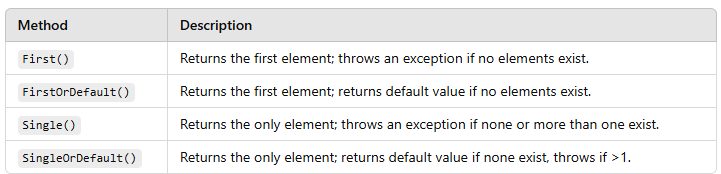 Method Description
First() Returns the first element; throws an exception if no elements exist.
FirstOrDefault() Returns the first element; returns default value if no elements exist.
Single() Returns the only element; throws an exception if none or more than one exist.
SingleOrDefault() Returns the only element; returns default value if none exist, throws if >1.